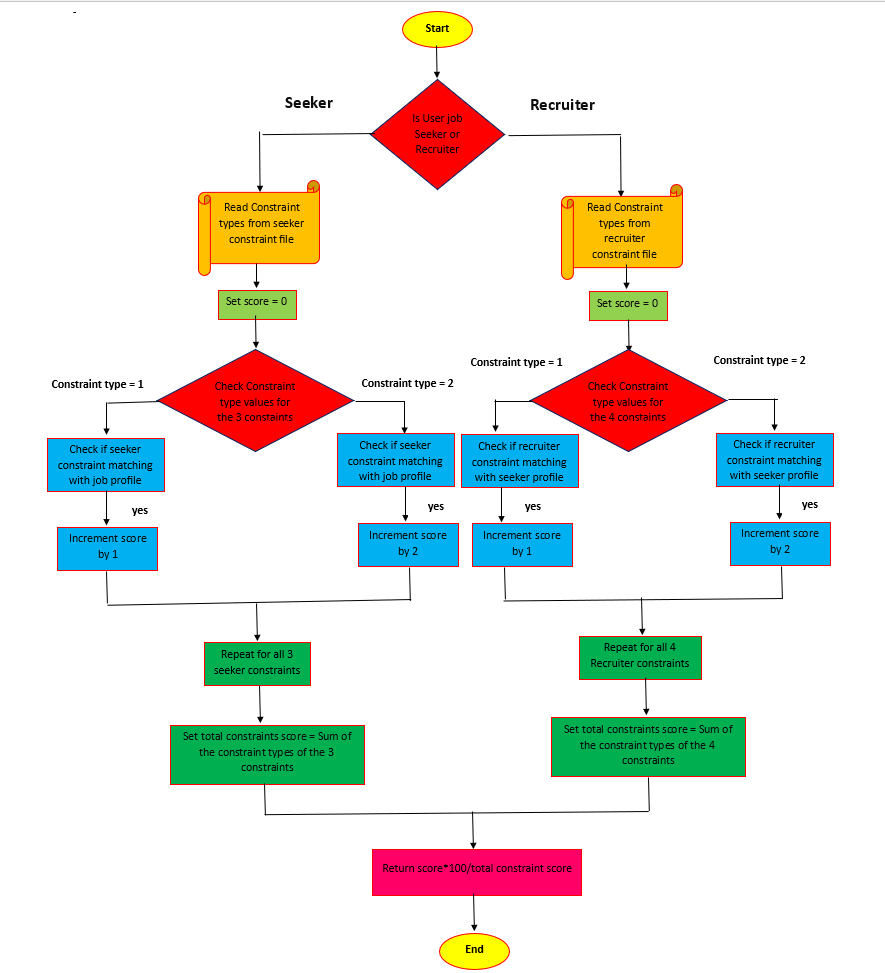 -
Start
Seeker
Recruiter
Is User job
Seeker or
Recruiter
Read Constraint
types from seeker
constraint file
Read Constraint
types from
recruiter
constraint file
Set score = 0
Set score = 0
Constraint type = 1
Check Constraint
type values for
the 3 constaints
Constraint type = 2
Constraint type = 1
Check Constraint
type values for
the 4 constaints
Constraint type = 2
Check if seeker
constraint matching
with job profile
Check if seeker
constraint matching
with job profile
Check if recruiter
constraint matching
with seeker profile
Check if recruiter
constraint matching
with seeker profile
yes
yes
yes
yes
Increment score
by 1
Increment score
by 2
Increment score
by 1
Increment score
by 2
Repeat for all 3
seeker constraints
Repeat for all 4
Recruiter constraints
Set total constraints score = Sum of
the constraint types of the 3
constraints
Set total constraints score = Sum of
the constraint types of the 4
constraints
Return score*100/total constraint score
End